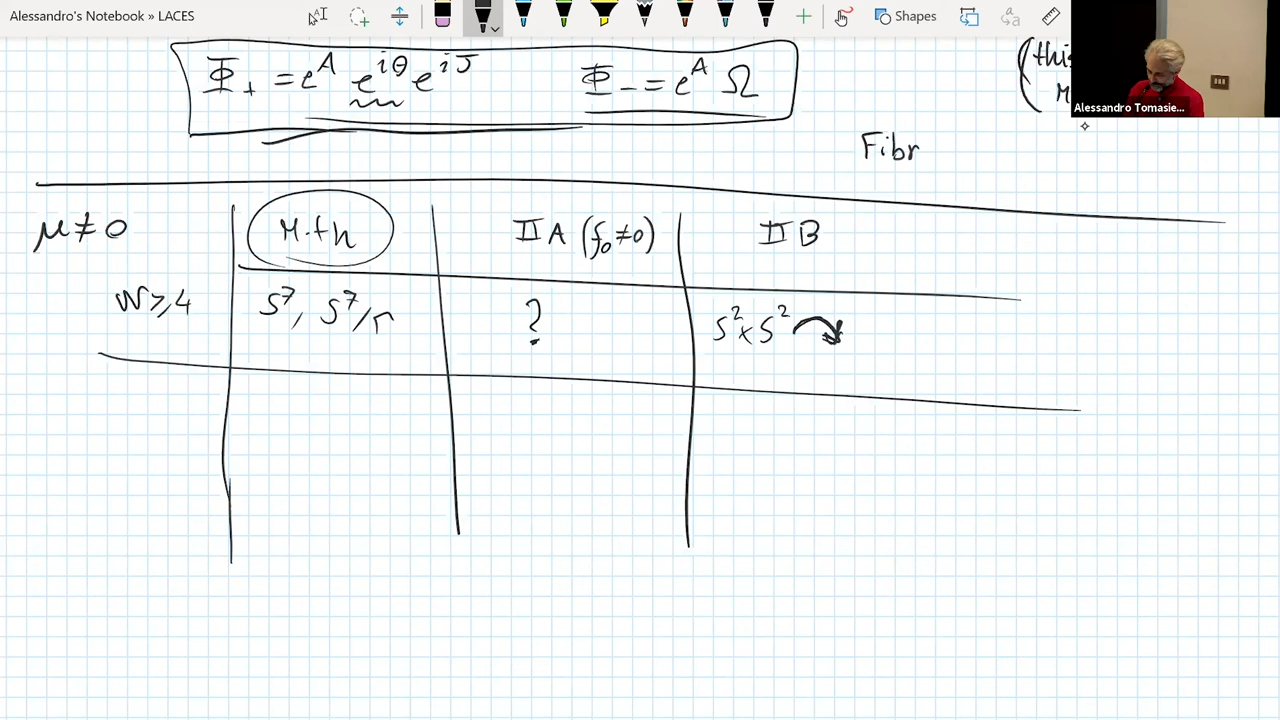 Alessandro's Notebook » LACES
Shapes
Φ₊ = e^A e^{iθ} e^{iJ} Φ₋ = e^A Ω
(this
M
Alessandro Tomasie...
Fibr
μ≠0 M-th IIA (f₀≠0) IIB
N≥4 S⁷, S⁷/Γ ? S²×S²